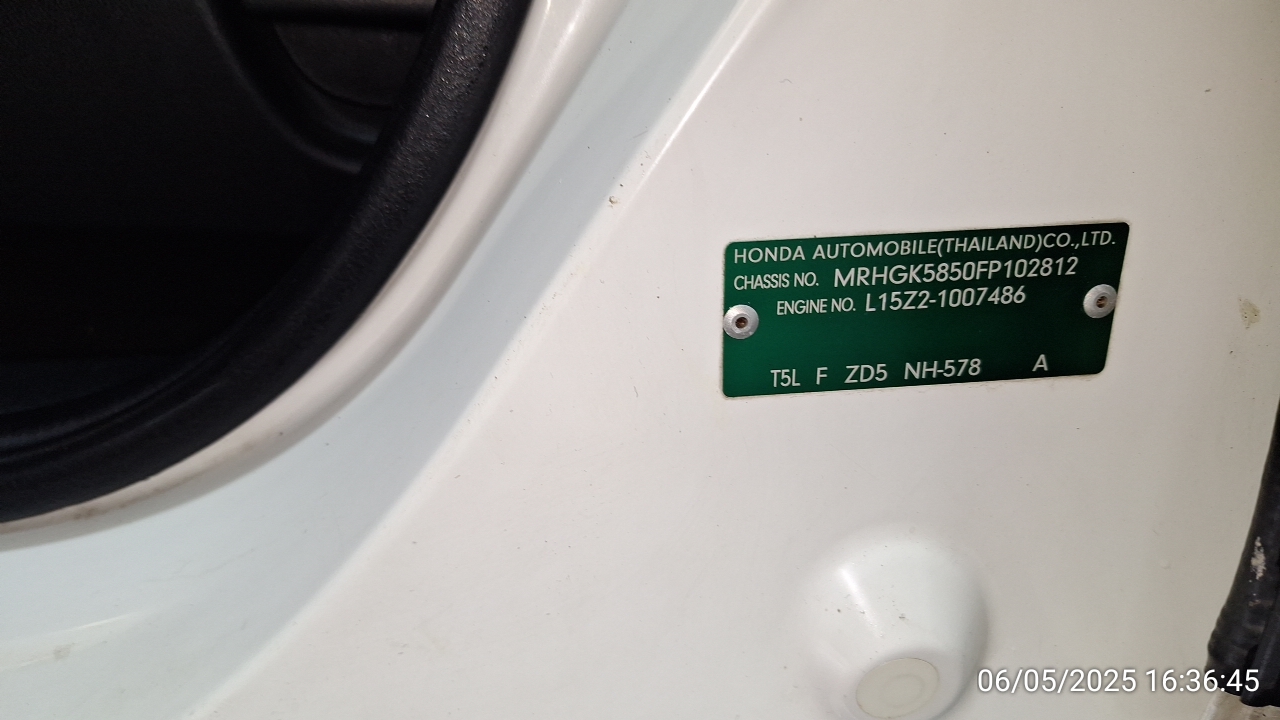 HONDA AUTOMOBILE(THAILAND)CO.,LTD.
CHASSIS NO. MRHGK5850FP102812
ENGINE NO. L15Z2-1007486
T5L F ZD5 NH-578 A
06/05/2025 16:36:45